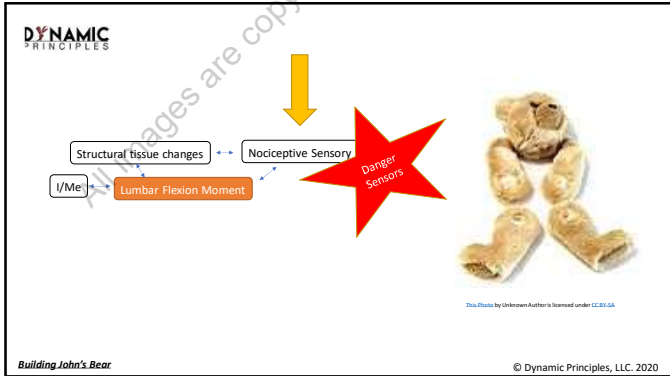 DYNAMIC
PRINCIPLES
All images are copy
Structural tissue changes
Nociceptive Sensory
Danger
Sensors
I/Me
Lumbar Flexion Moment
This Photo by Unknown Author is licensed under CC BY-SA
Building John's Bear
© Dynamic Principles, LLC. 2020